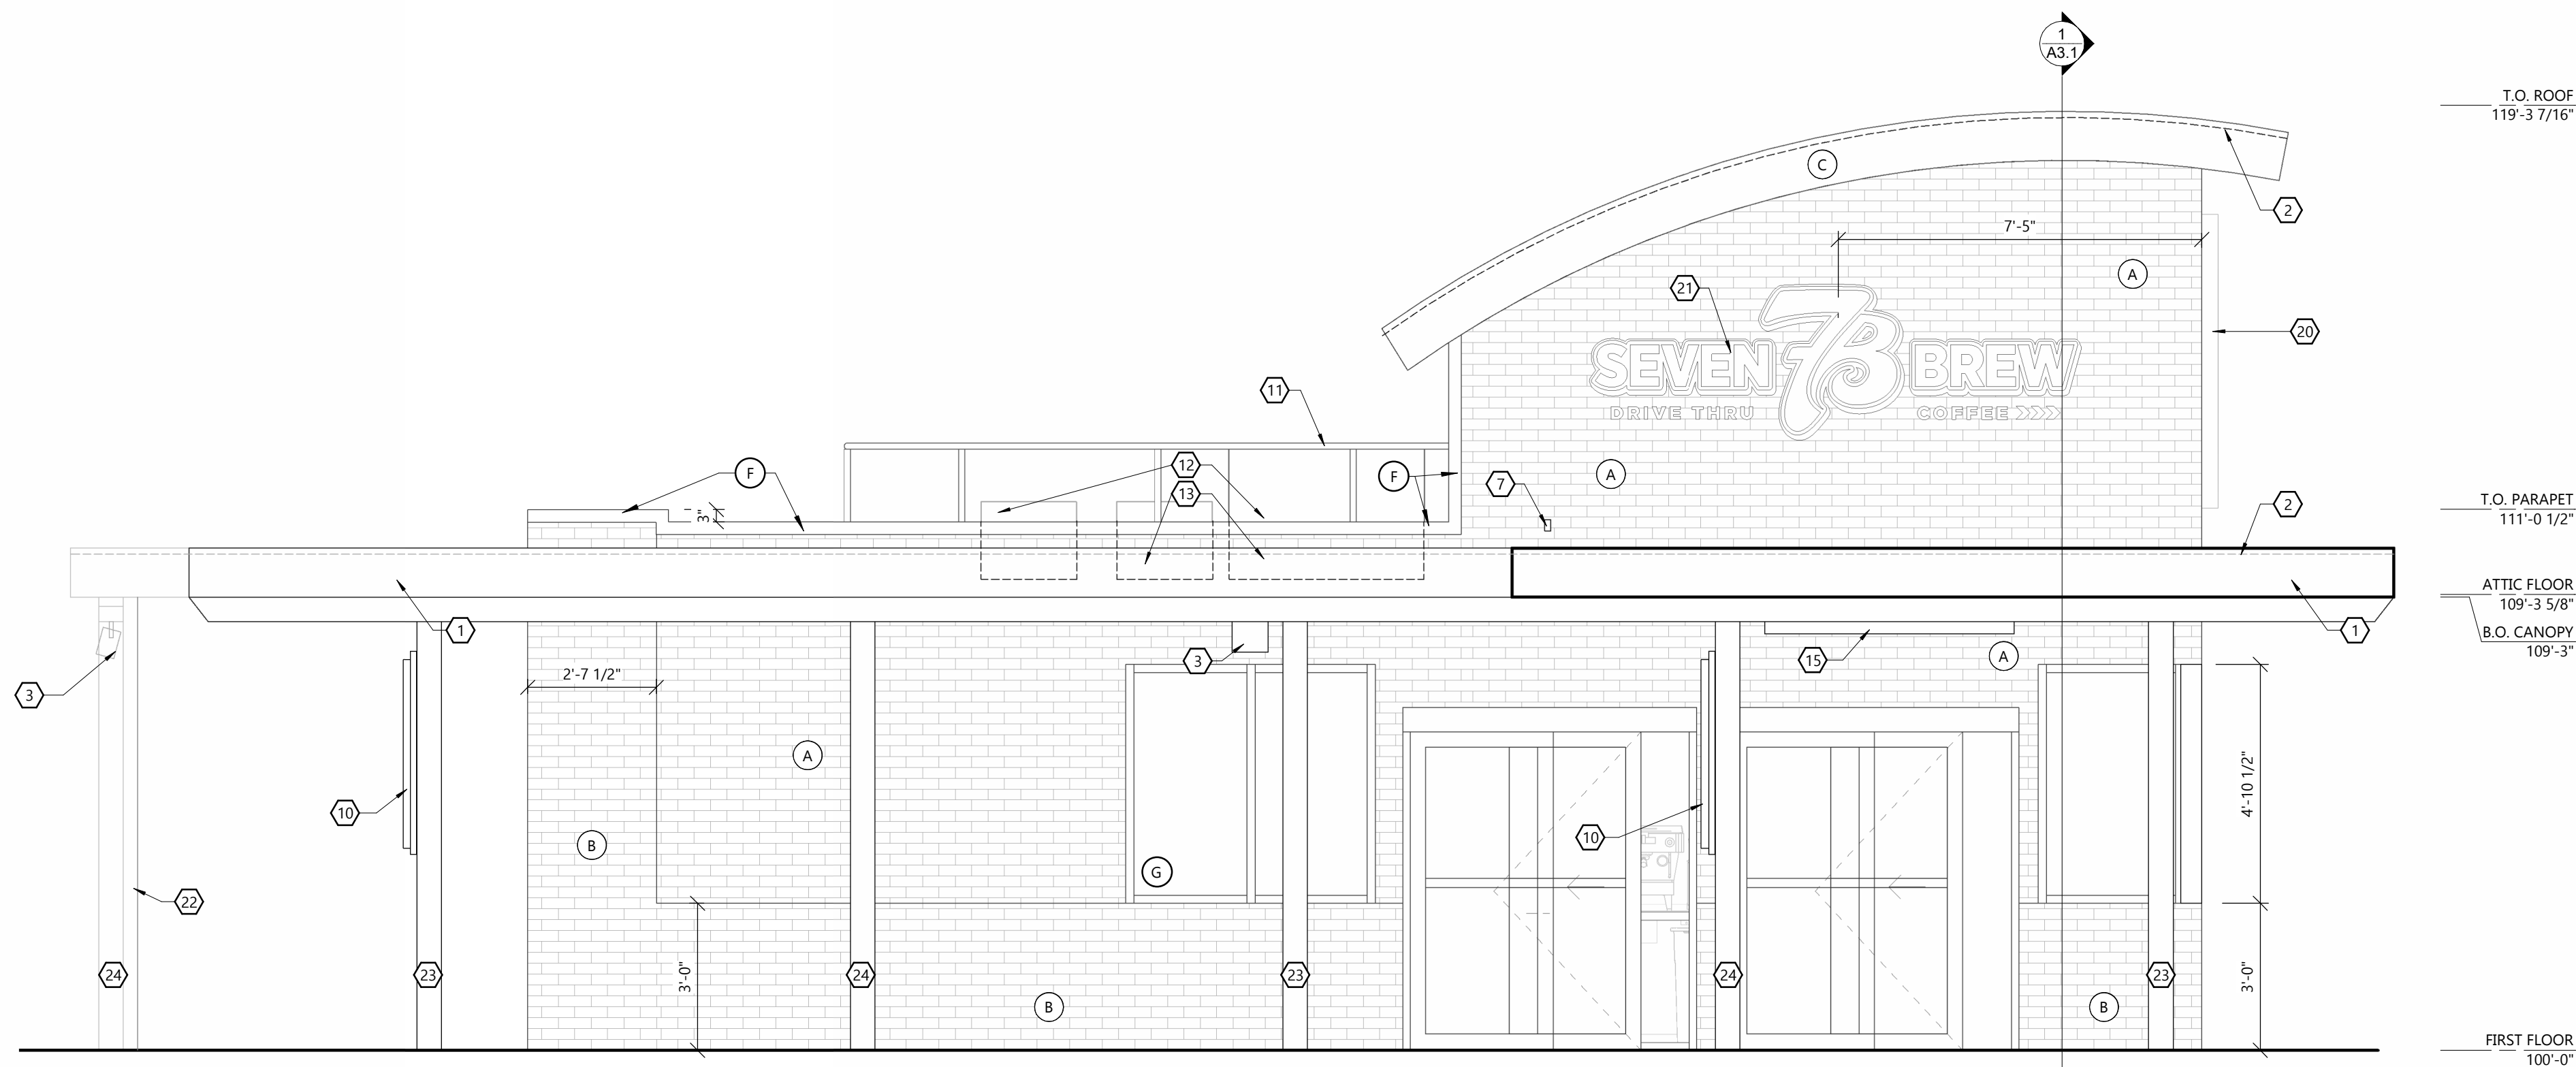 1
A3.1
T.O. ROOF
119'-3 7/16"
C
2
7'-5"
A
21
20
SEVEN 7B BREW
DRIVE THRU COFFEE >>>
11
F
12
F
7
A
13
3"
2
T.O. PARAPET
111'-0 1/2"
ATTIC FLOOR
109'-3 5/8"
1
1
B.O. CANOPY
109'-3"
3
15
A
3
2'-7 1/2"
A
4'-10 1/2"
10
10
B
G
22
24
23
24
23
24
23
3'-0"
3'-0"
B
B
FIRST FLOOR
100'-0"